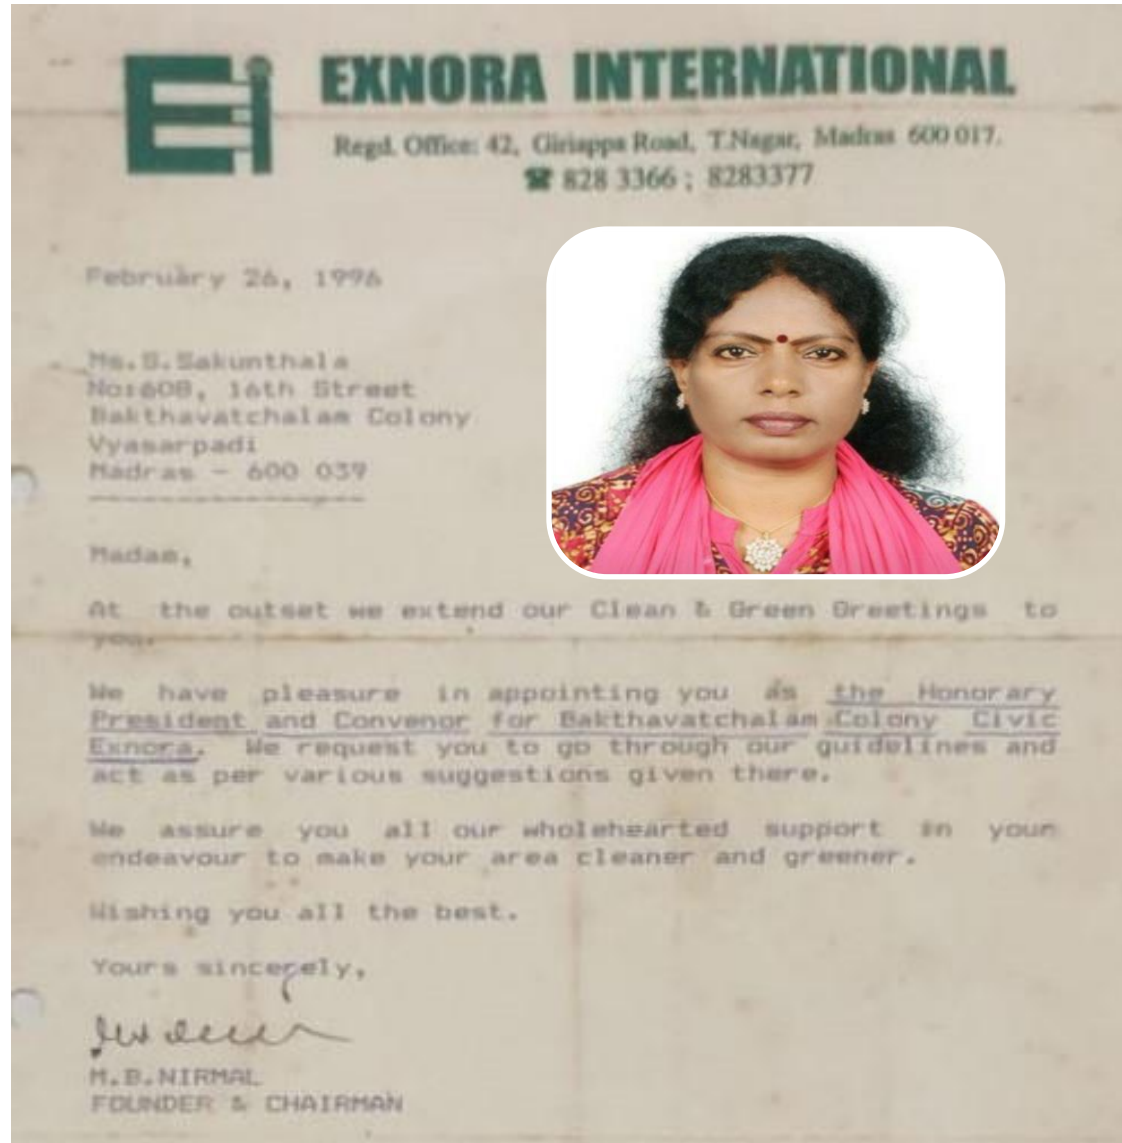 EI
EXNORA INTERNATIONAL
Regd. Office: 42, Giriappa Road, T.Nagar, Madras 600 017.
☎ 828 3366 ; 8283377
February 26, 1996
Ms.S.Sakunthala
No:60B, 16th Street
Bakthavatchalam Colony
Vyasarpadi
Madras - 600 039
Madam,
At the outset we extend our Clean & Green Greetings to
you.
We have pleasure in appointing you as the Honorary
President and Convenor for Bakthavatchalam Colony Civic
Exnora. We request you to go through our guidelines and
act as per various suggestions given there.
We assure you all our wholehearted support in your
endeavour to make your area cleaner and greener.
Wishing you all the best.
Yours sincerely,
M.B.NIRMAL
FOUNDER & CHAIRMAN